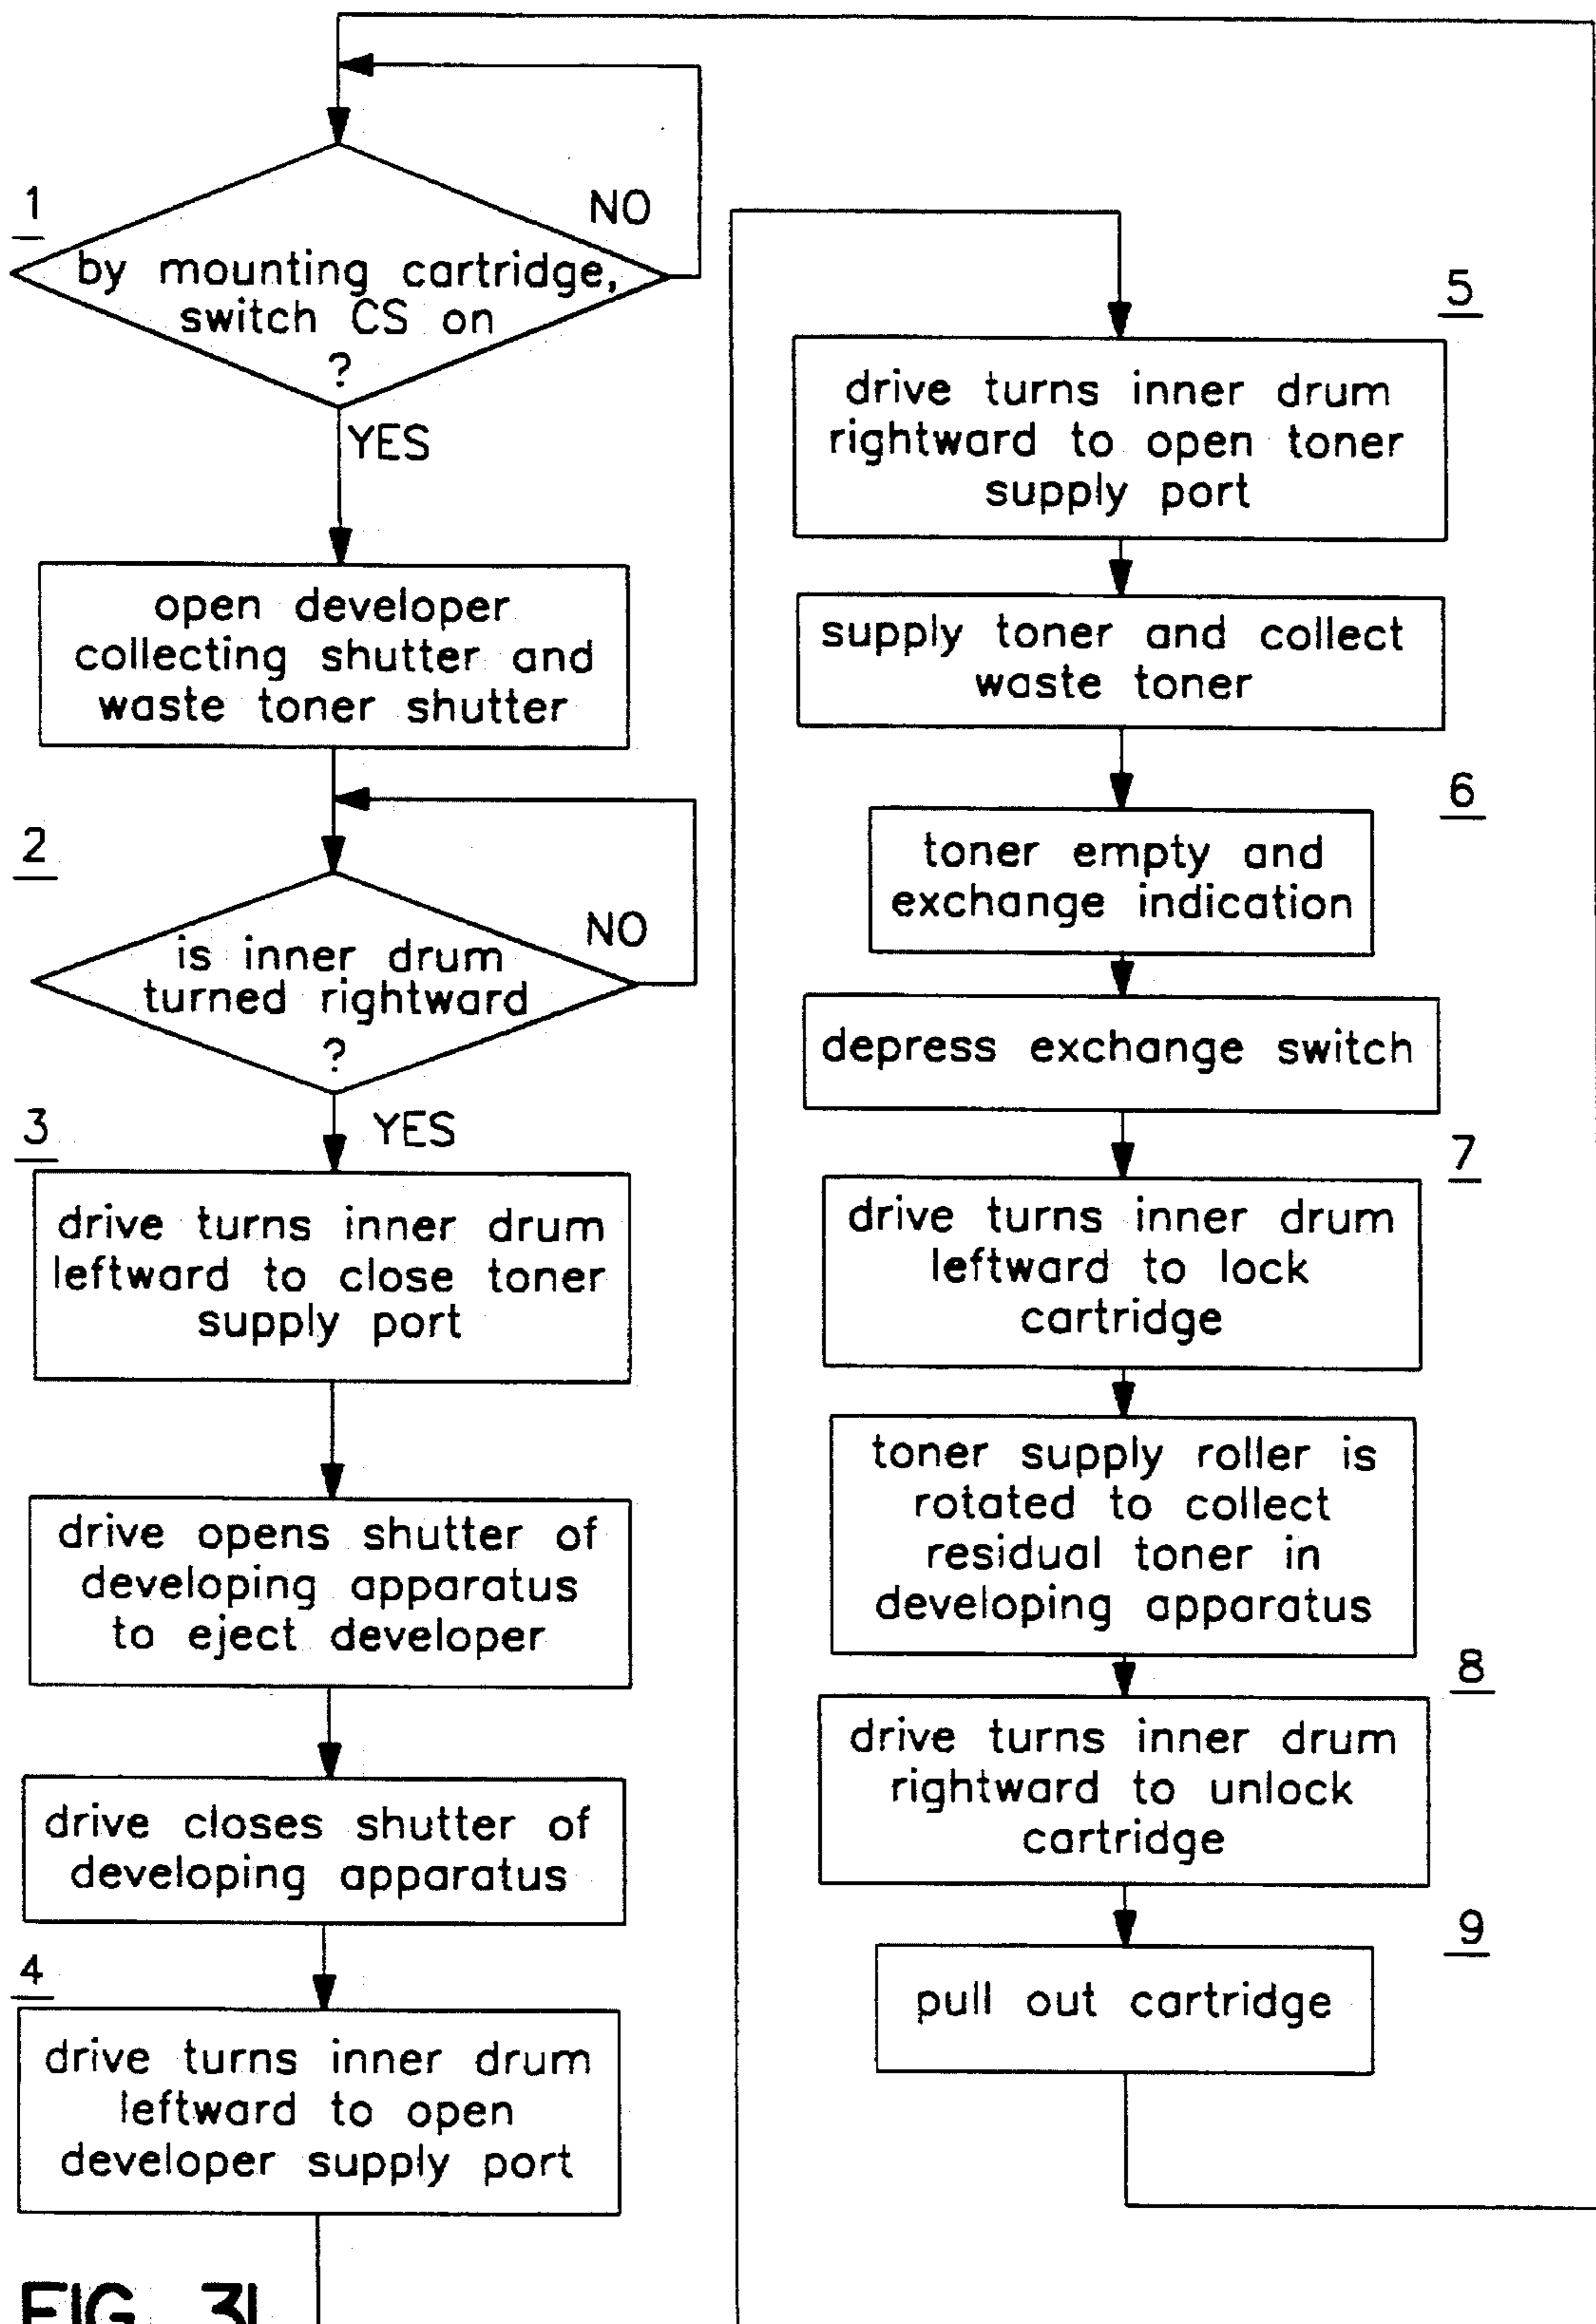 1
NO
by mounting cartridge,
switch CS on
?
YES
open developer
collecting shutter and
waste toner shutter
2
NO
is inner drum
turned rightward
?
YES
3
drive turns inner drum
leftward to close toner
supply port
drive opens shutter of
developing apparatus
to eject developer
drive closes shutter of
developing apparatus
4
drive turns inner drum
leftward to open
developer supply port
FIG. 31
5
drive turns inner drum
rightward to open toner
supply port
supply toner and collect
waste toner
6
toner empty and
exchange indication
depress exchange switch
7
drive turns inner drum
leftward to lock
cartridge
toner supply roller is
rotated to collect
residual toner in
developing apparatus
8
drive turns inner drum
rightward to unlock
cartridge
9
pull out cartridge